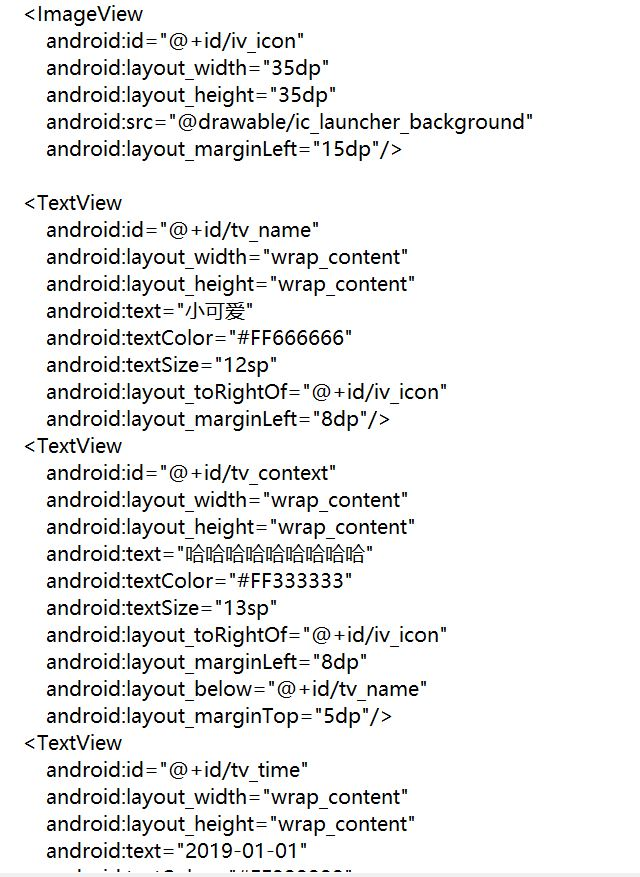 <ImageView
android:id="@+id/iv_icon"
android:layout_width="35dp"
android:layout_height="35dp"
android:src="@drawable/ic_launcher_background"
android:layout_marginLeft="15dp"/>
<TextView
android:id="@+id/tv_name"
android:layout_width="wrap_content"
android:layout_height="wrap_content"
android:text="小可爱"
android:textColor="#FF666666"
android:textSize="12sp"
android:layout_toRightOf="@+id/iv_icon"
android:layout_marginLeft="8dp"/>
<TextView
android:id="@+id/tv_context"
android:layout_width="wrap_content"
android:layout_height="wrap_content"
android:text="哈哈哈哈哈哈哈哈哈"
android:textColor="#FF333333"
android:textSize="13sp"
android:layout_toRightOf="@+id/iv_icon"
android:layout_marginLeft="8dp"
android:layout_below="@+id/tv_name"
android:layout_marginTop="5dp"/>
<TextView
android:id="@+id/tv_time"
android:layout_width="wrap_content"
android:layout_height="wrap_content"
android:text="2019-01-01"